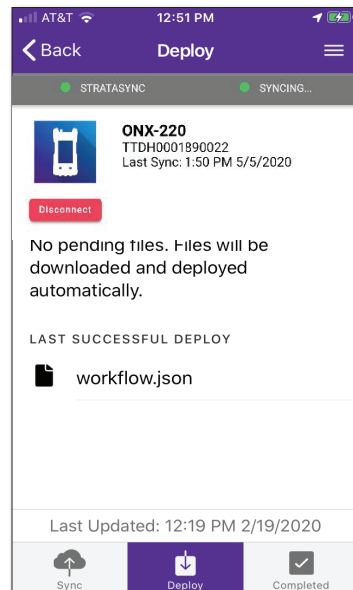 AT&T 12:51 PM
Back Deploy
STRATASYNC SYNCING...
ONX-220
TTDH0001890022
Last Sync: 1:50 PM 5/5/2020
Disconnect
No pending files. Files will be
downloaded and deployed
automatically.
LAST SUCCESSFUL DEPLOY
workflow.json
Last Updated: 12:19 PM 2/19/2020
Sync Deploy Completed